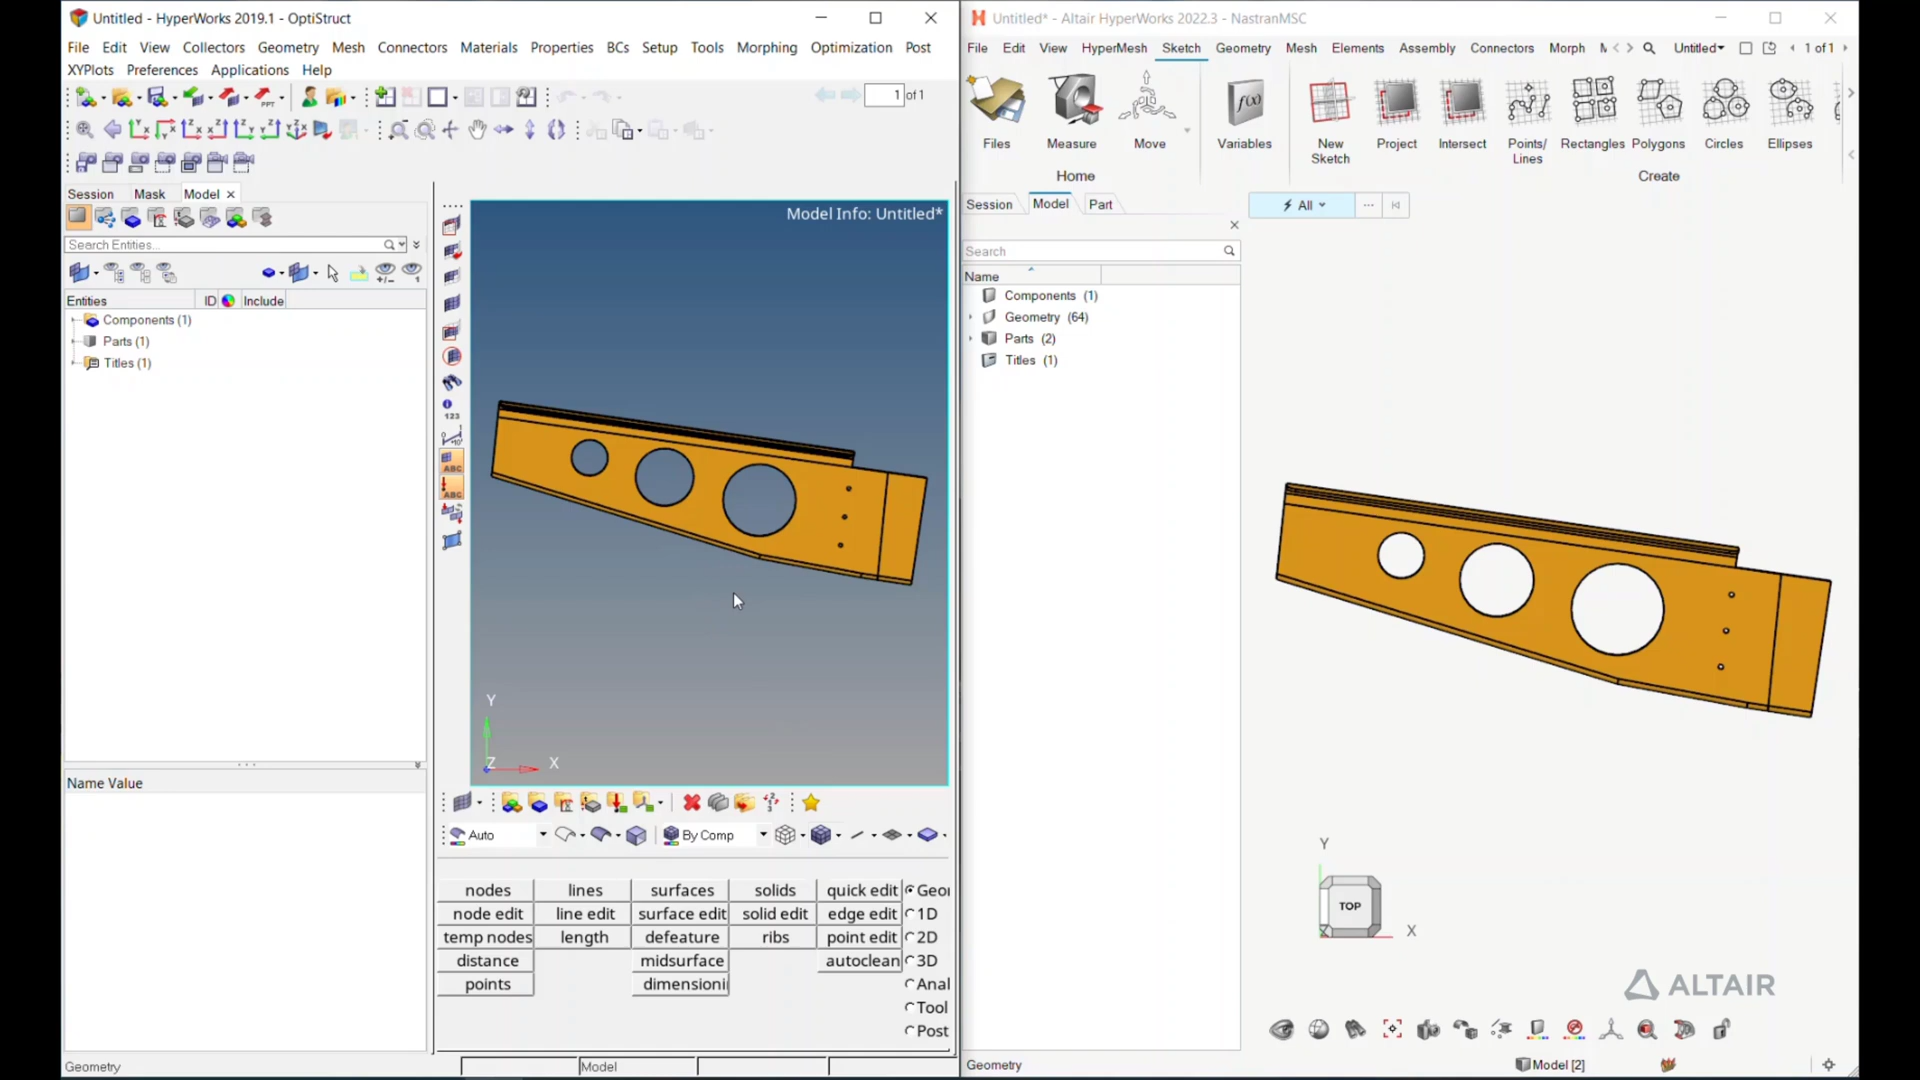 Untitled - HyperWorks 2019.1 - OptiStruct
File Edit View Collectors Geometry Mesh Connectors Materials Properties BCs Setup Tools Morphing Optimization Post
XYPlots Preferences Applications Help
1 of 1
Session Mask Model
Search Entities...
Entities ID Include
Components (1)
Parts (1)
Titles (1)
Name Value
Model Info: Untitled*
123
ABC
ABC
Y
Z X
Auto By Comp
nodes lines surfaces solids quick edit Geo
node edit line edit surface edit solid edit edge edit 1D
temp nodes length defeature ribs point edit 2D
distance midsurface autoclean 3D
points dimensioni Anal
Tool
Post
Geometry Model
Untitled* - Altair HyperWorks 2022.3 - NastranMSC
File Edit View HyperMesh Sketch Geometry Mesh Elements Assembly Connectors Morph Untitled 1 of 1
Files Measure Move Variables New Sketch Project Intersect Points/ Lines Rectangles Polygons Circles Ellipses
Home Create
Session Model Part
All
Search
Name
Components (1)
Geometry (64)
Parts (2)
Titles (1)
Y
TOP
X
ALTAIR
Geometry Model [2]